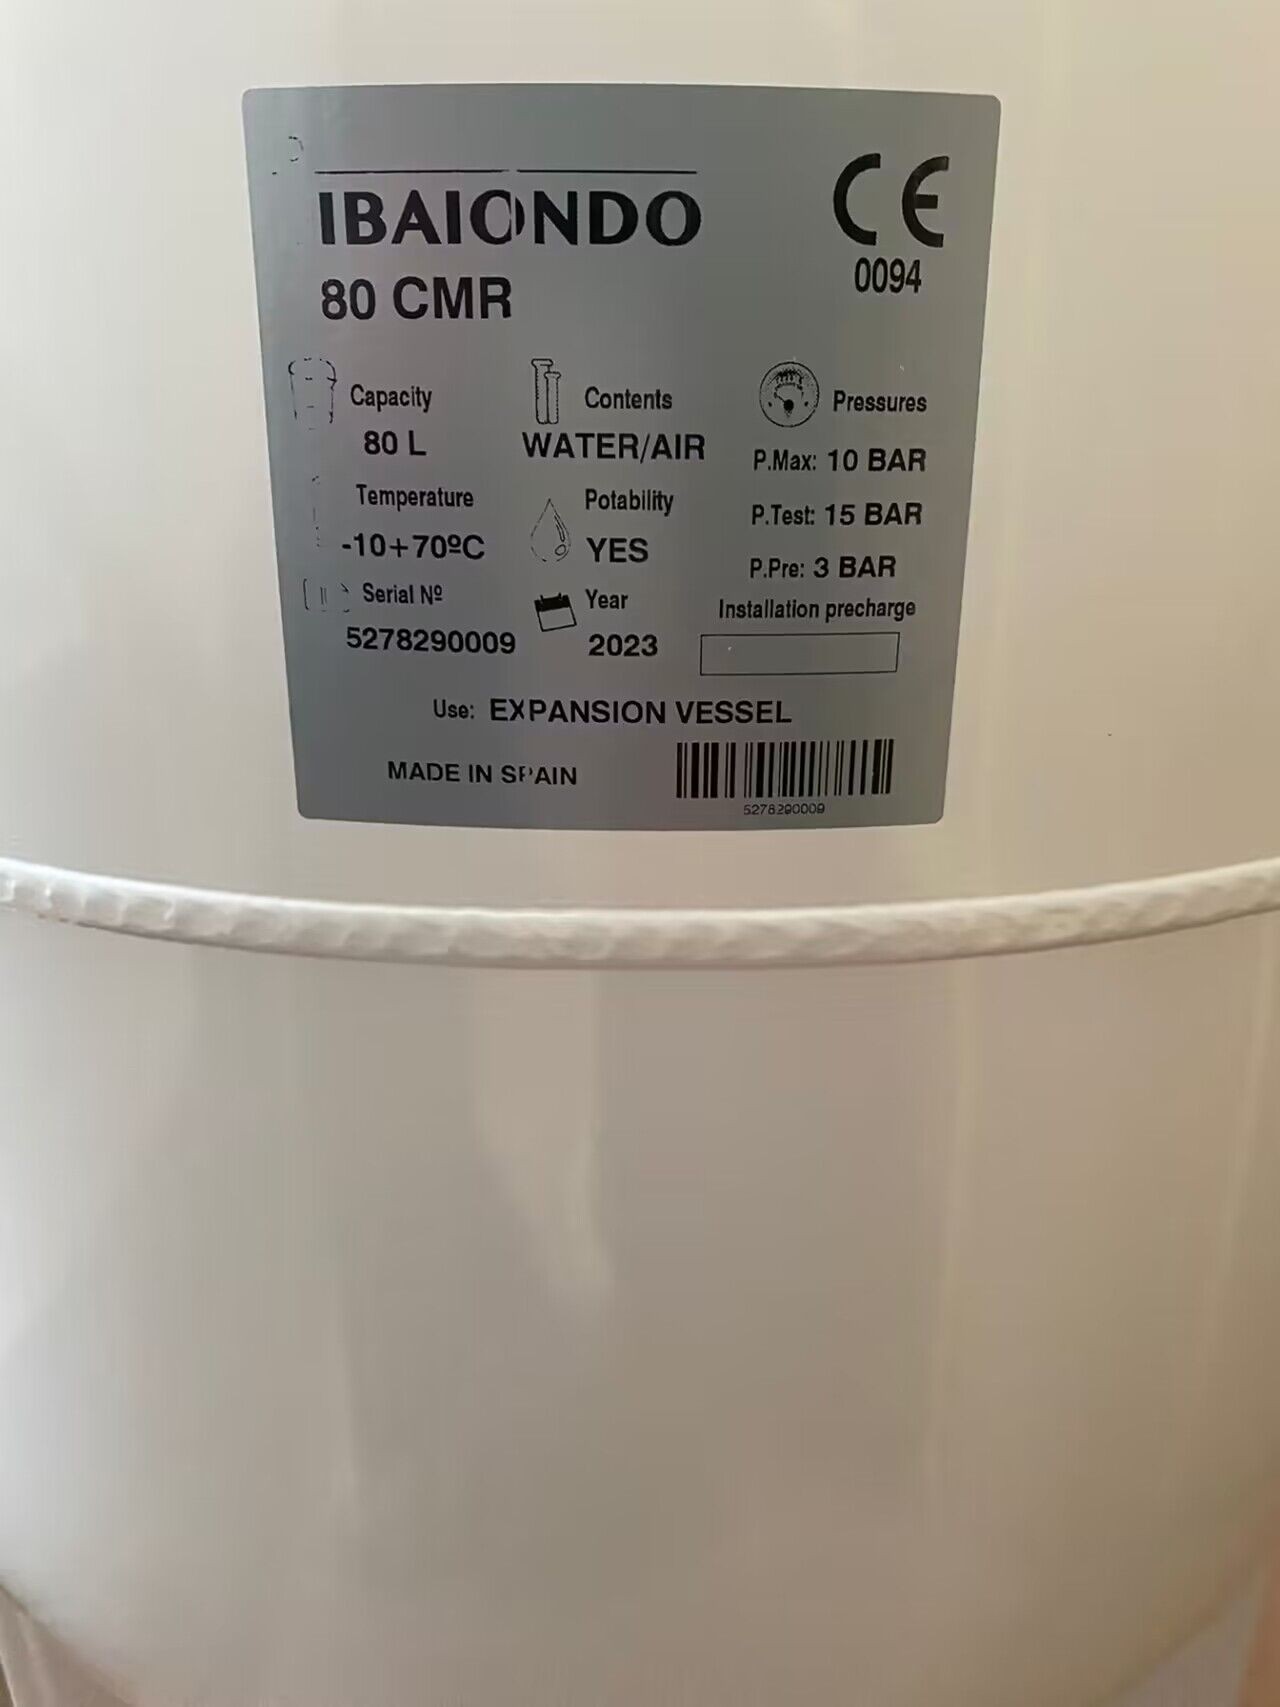 IBAIONDO
CE
0094
80 CMR
Capacity
80 L
Contents
WATER/AIR
Pressures
P.Max: 10 BAR
P.Test: 15 BAR
P.Pre: 3 BAR
Temperature
-10+70ºC
Potability
YES
Serial Nº
5278290009
Year
2023
Installation precharge
Use: EXPANSION VESSEL
MADE IN SPAIN
5278290009